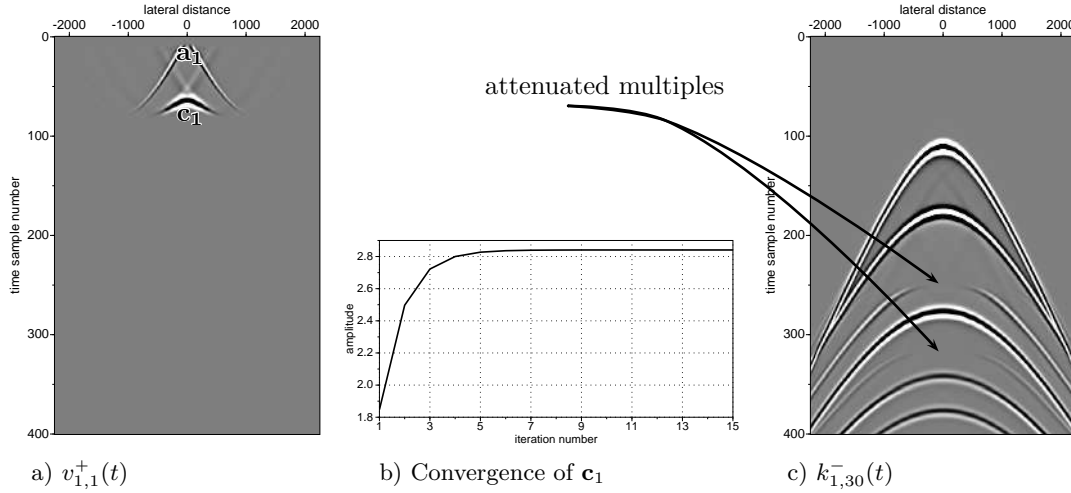 lateral distance
-2000 -1000 0 1000 2000
0
100
200
300
400
time sample number
a₁
c₁
a) v⁺₁,₁(t)
attenuated multiples
2.8
2.6
2.4
2.2
2.0
1.8
amplitude
1 3 5 7 9 11 13 15
iteration number
b) Convergence of c₁
lateral distance
-2000 -1000 0 1000 2000
0
100
200
300
400
time sample number
c) k⁻₁,₃₀(t)